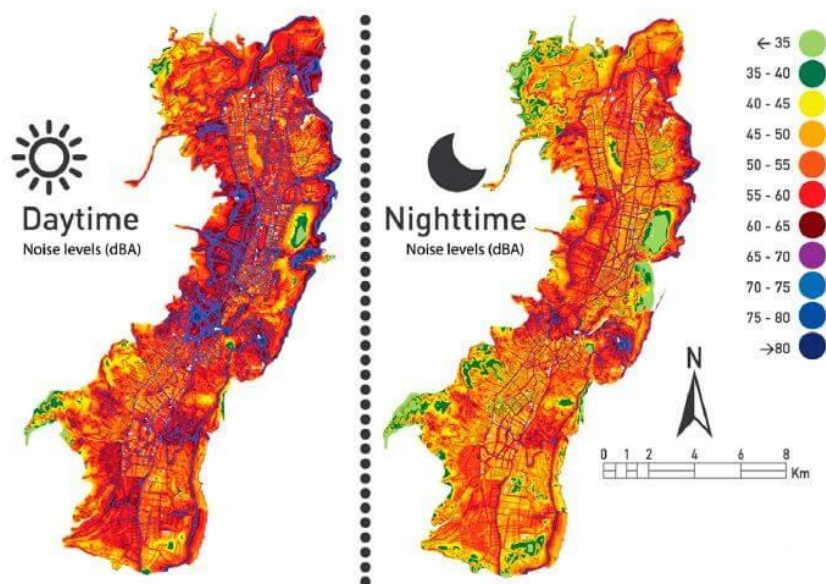 Daytime
Noise levels (dBA)
Nighttime
Noise levels (dBA)
← 35
35 - 40
40 - 45
45 - 50
50 - 55
55 - 60
60 - 65
65 - 70
70 - 75
75 - 80
→80
N
0 1 2 4 6 8
Km